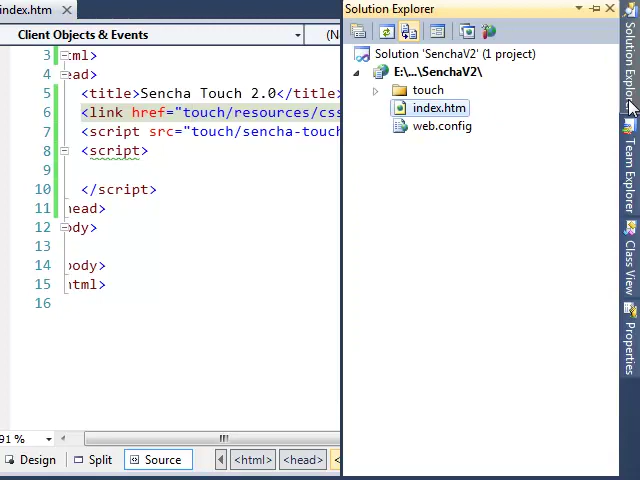 index.htm
Client Objects & Events
(N
3 tml>
4 ead>
5 <title>Sencha Touch 2.0</title>
6 <link href="touch/resources/css
7 <script src="touch/sencha-touch
8 <script>
9
10 </script>
11 head>
12 ody>
13
14 body>
15 html>
16
91 %
Design Split Source <html> <head>
Solution Explorer
Solution 'SenchaV2' (1 project)
E:\...\SenchaV2\
touch
index.htm
web.config
Solution Explorer
Team Explorer
Class View
Properties